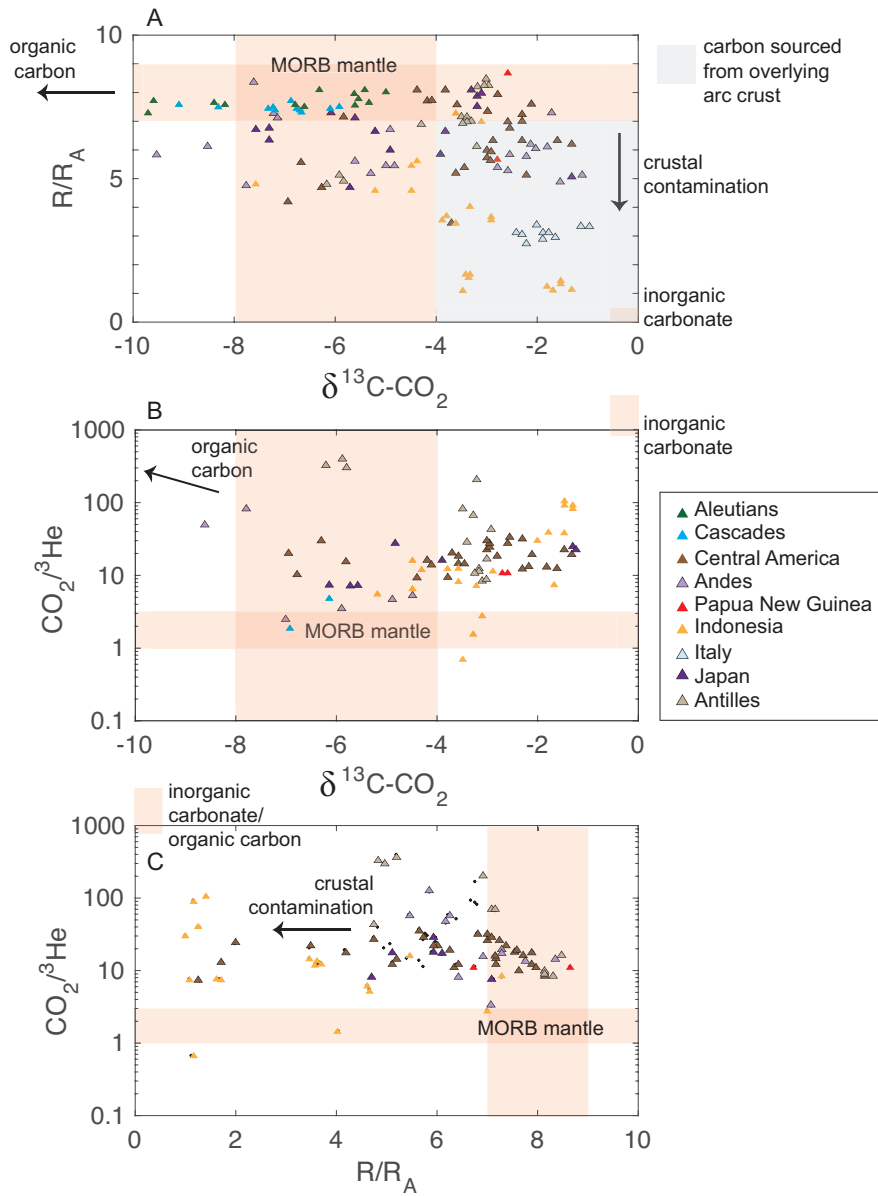 A
organic
carbon
MORB mantle
carbon sourced
from overlying
arc crust
crustal
contamination
inorganic
carbonate
R/R_A
10
5
0
-10
-8
-6
-4
-2
0
δ ¹³C-CO₂
B
inorganic
carbonate
organic
carbon
MORB mantle
CO₂/³He
1000
100
10
1
0.1
-10
-8
-6
-4
-2
0
δ ¹³C-CO₂
Aleutians
Cascades
Central America
Andes
Papua New Guinea
Indonesia
Italy
Japan
Antilles
inorganic
carbonate/
organic carbon
C
crustal
contamination
MORB mantle
CO₂/³He
1000
100
10
1
0.1
0
2
4
6
8
10
R/R_A